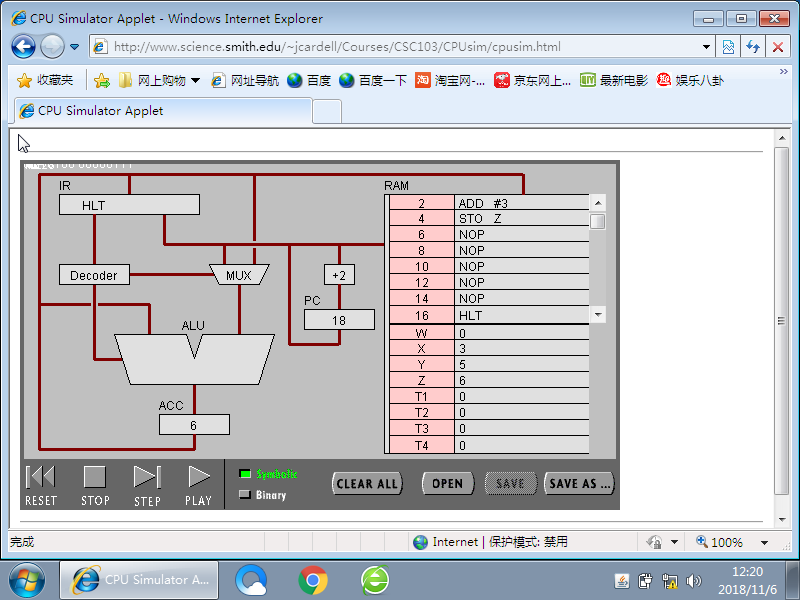 CPU Simulator Applet - Windows Internet Explorer
http://www.science.smith.edu/~jcardell/Courses/CSC103/CPUsim/cpusim.html
收藏夹 网上购物 网址导航 百度 百度一下 淘宝网-... 京东网上... 最新电影 娱乐八卦
CPU Simulator Applet
IR
HLT
Decoder
MUX
+2
PC
18
ALU
ACC
6
RAM
2 ADD #3
4 STO Z
6 NOP
8 NOP
10 NOP
12 NOP
14 NOP
16 HLT
W 0
X 3
Y 5
Z 6
T1 0
T2 0
T3 0
T4 0
RESET STOP STEP PLAY
Symbolic
Binary
CLEAR ALL OPEN SAVE SAVE AS ...
完成 Internet | 保护模式: 禁用 100%
CPU Simulator A...
12:20
2018/11/6